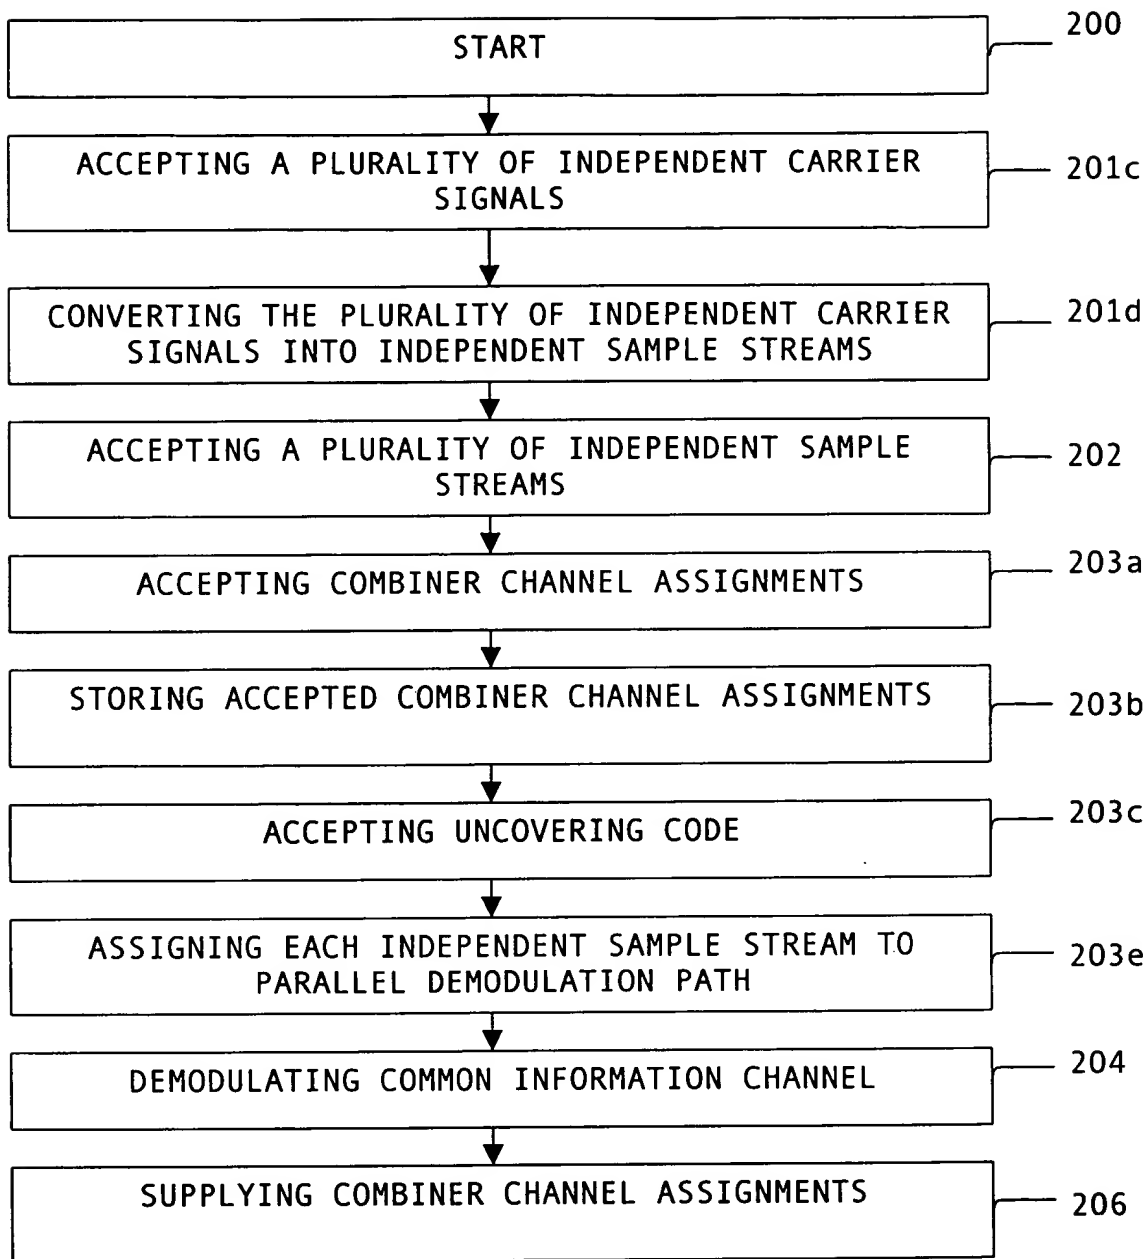 START
200
ACCEPTING A PLURALITY OF INDEPENDENT CARRIER
SIGNALS
201c
CONVERTING THE PLURALITY OF INDEPENDENT CARRIER
SIGNALS INTO INDEPENDENT SAMPLE STREAMS
201d
ACCEPTING A PLURALITY OF INDEPENDENT SAMPLE
STREAMS
202
ACCEPTING COMBINER CHANNEL ASSIGNMENTS
203a
STORING ACCEPTED COMBINER CHANNEL ASSIGNMENTS
203b
ACCEPTING UNCOVERING CODE
203c
ASSIGNING EACH INDEPENDENT SAMPLE STREAM TO
PARALLEL DEMODULATION PATH
203e
DEMODULATING COMMON INFORMATION CHANNEL
204
SUPPLYING COMBINER CHANNEL ASSIGNMENTS
206